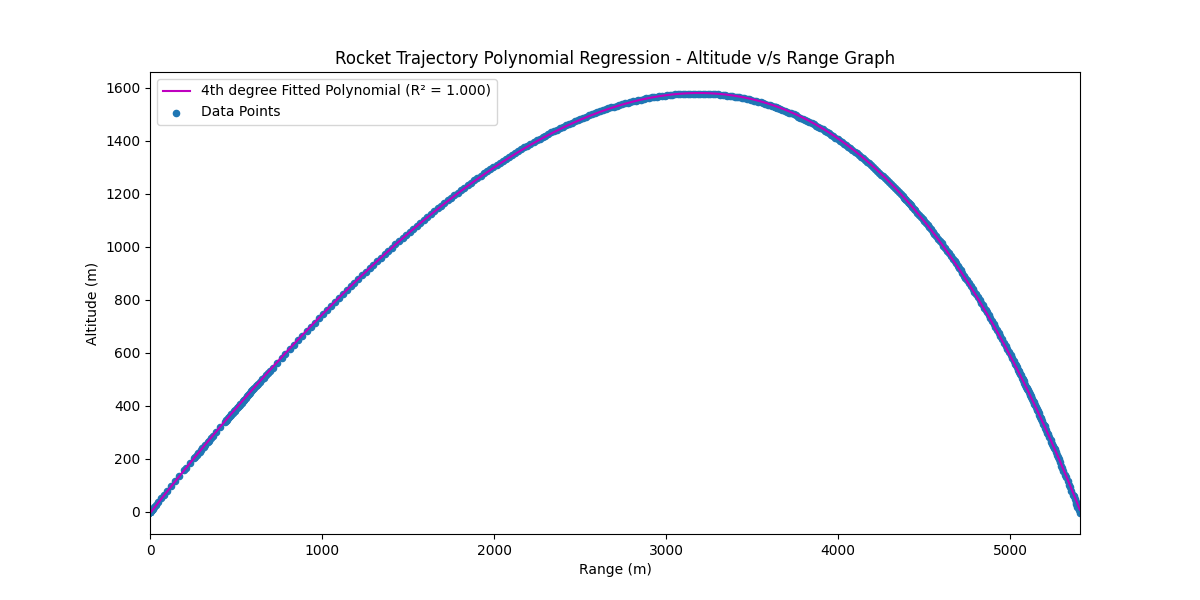 Rocket Trajectory Polynomial Regression - Altitude v/s Range Graph
4th degree Fitted Polynomial (R² = 1.000)
Data Points
1600
1400
1200
1000
800
600
400
200
0
Altitude (m)
0 1000 2000 3000 4000 5000
Range (m)